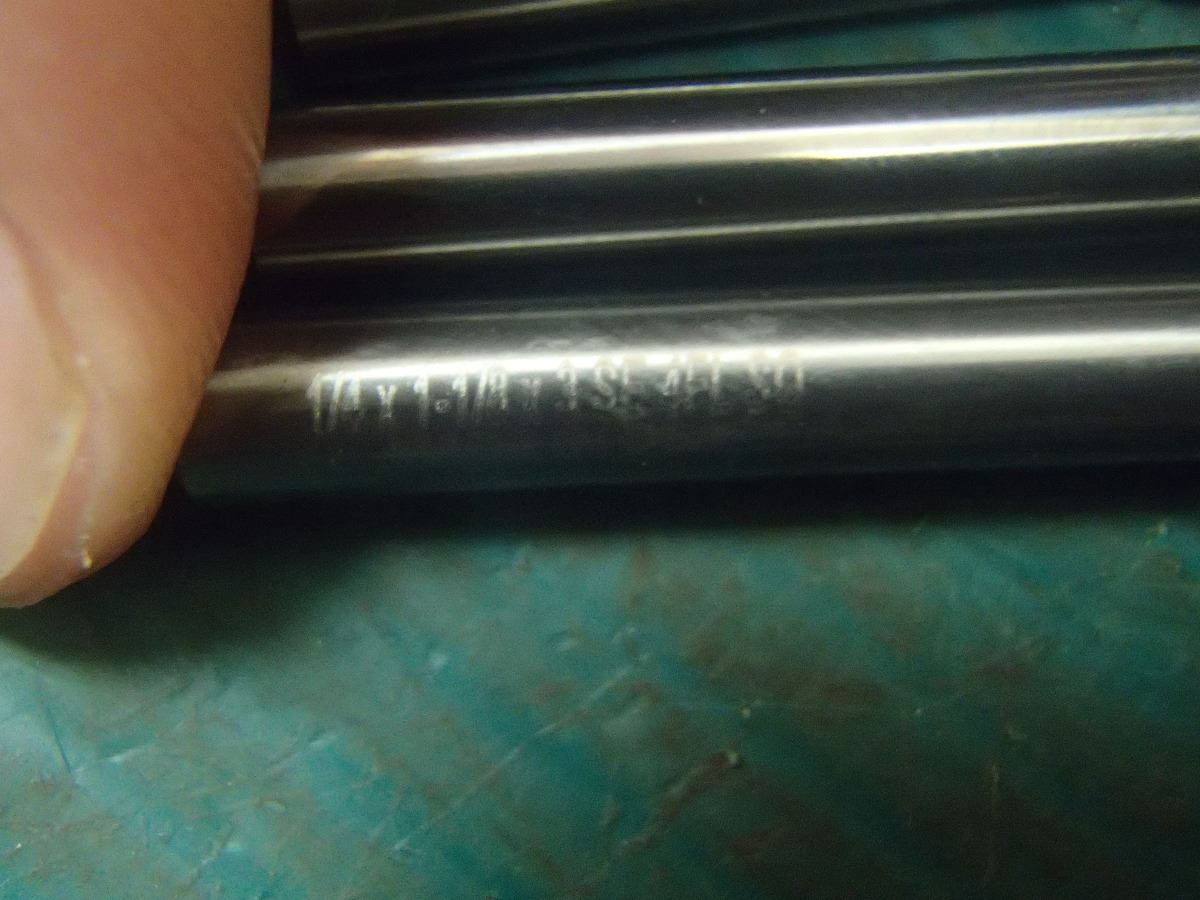 1/4 x 1.1/8 x 3 SE 4FL SQ